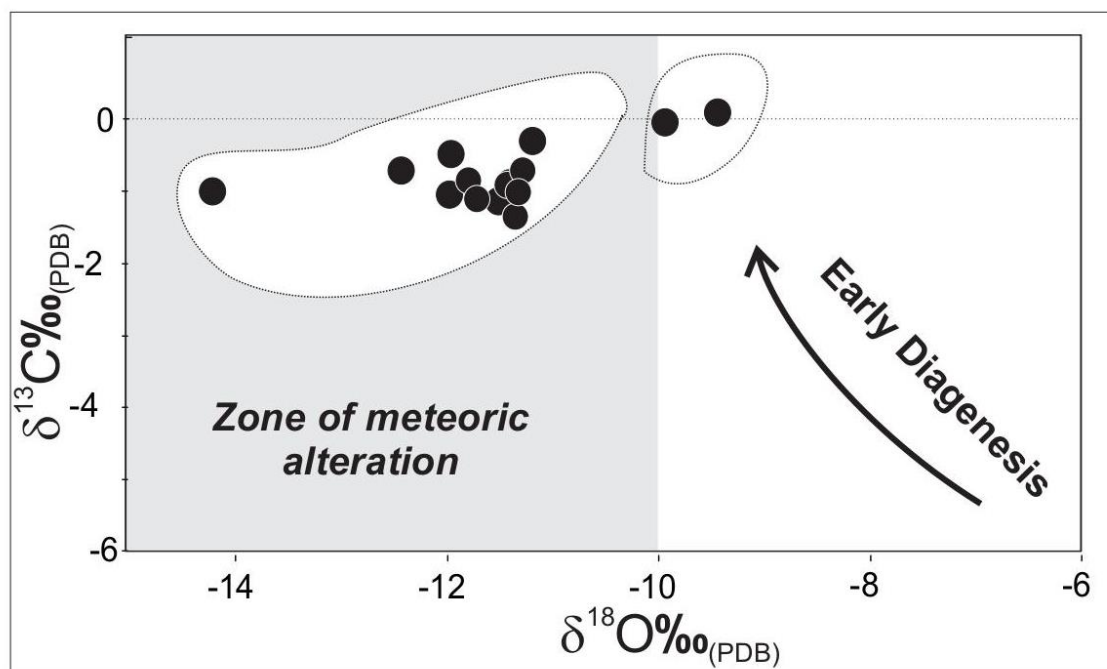 0
-2
-4
-6
δ13C‰(PDB)
Zone of meteoric
alteration
Early Diagenesis
-14
-12
-10
-8
-6
δ18O‰(PDB)